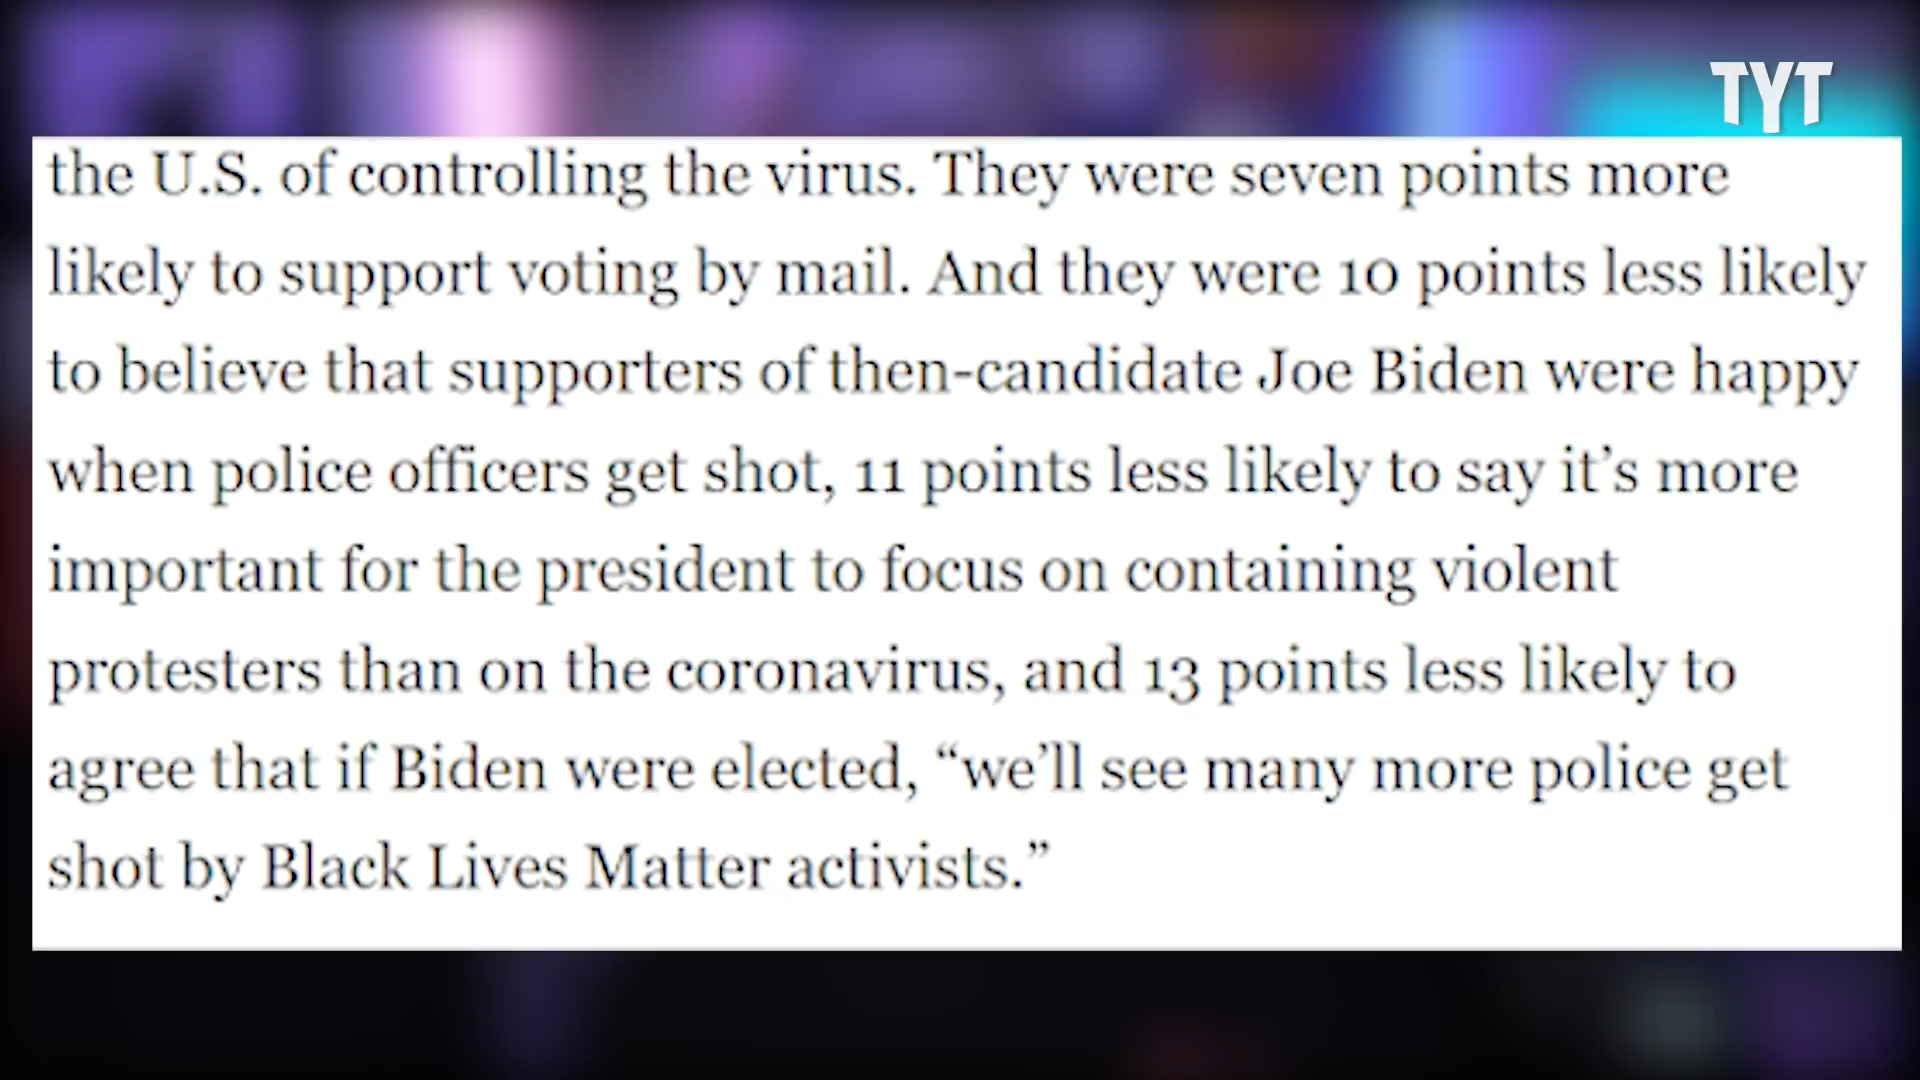 TYT
the U.S. of controlling the virus. They were seven points more
likely to support voting by mail. And they were 10 points less likely
to believe that supporters of then-candidate Joe Biden were happy
when police officers get shot, 11 points less likely to say it’s more
important for the president to focus on containing violent
protesters than on the coronavirus, and 13 points less likely to
agree that if Biden were elected, “we’ll see many more police get
shot by Black Lives Matter activists.”